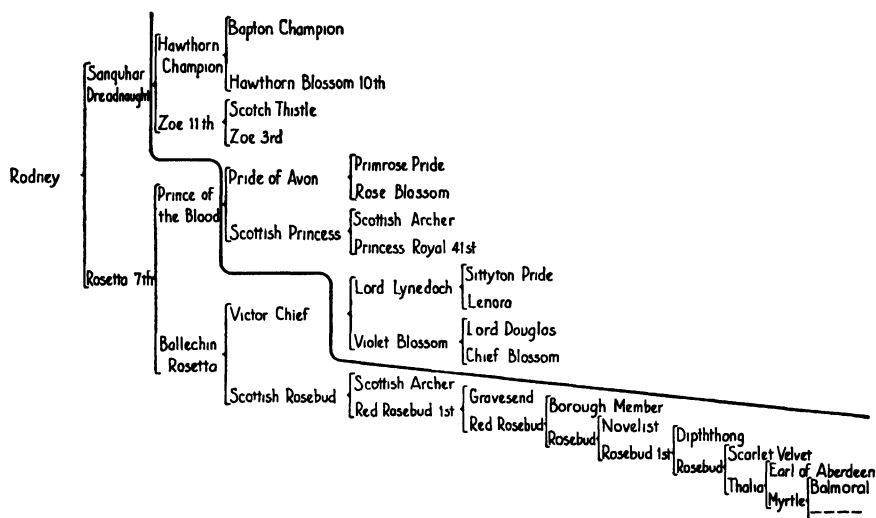 Bapton Champion
Hawthorn
Champion
Hawthorn Blossom 10th
Sanquhar
Dreadnaught
Scotch Thistle
Zoe 11th
Zoe 3rd
Rodney
Primrose Pride
Pride of Avon
Rose Blossom
Prince of
the Blood
Scottish Archer
Scottish Princess
Princess Royal 41st
Rosetta 7th
Sittyton Pride
Lord Lynedoch
Lenora
Victor Chief
Lord Douglas
Violet Blossom
Chief Blossom
Ballechin
Rosetta
Scottish Rosebud
Scottish Archer
Red Rosebud 1st
Gravesend
Red Rosebud
Borough Member
Rosebud
Novelist
Rosebud 1st
Dipththong
Rosebud
Scarlet Velvet
Thalia
Earl of Aberdeen
Myrtle
Balmoral
_ _ _ _